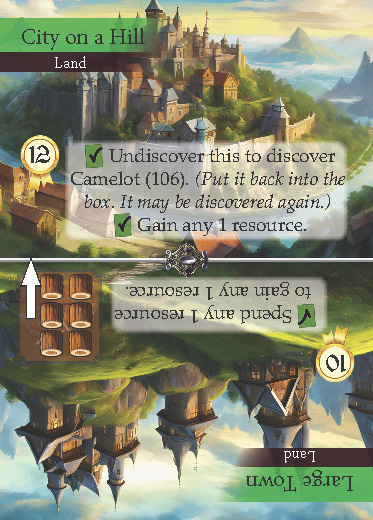 City on a Hill
Land
12
✓ Undiscover this to discover
Camelot (106). (Put it back into the
box. It may be discovered again.)
✓ Gain any 1 resource.
Large Town
Land
10
✓ Spend any 1 resource
to gain any 1 resource.